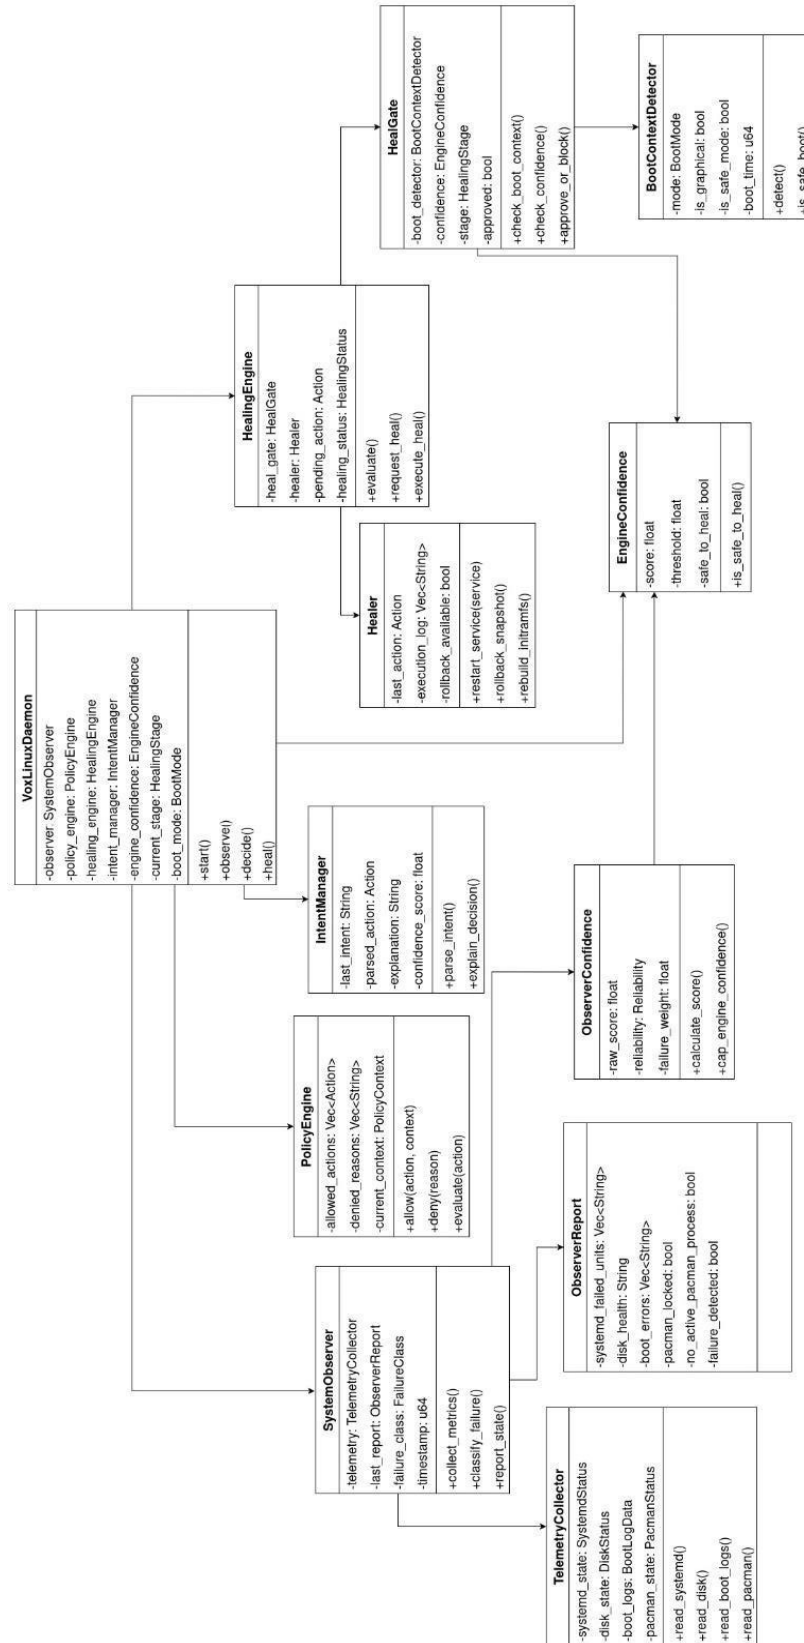 VoxLinuxDaemon
-observer: SystemObserver
-policy_engine: PolicyEngine
-healing_engine: HealingEngine
-intent_manager: IntentManager
-engine_confidence: EngineConfidence
-current_stage: HealingStage
-boot_mode: BootMode
+start()
+observe()
+decide()
+heal()
SystemObserver
-telemetry: TelemetryCollector
-last_report: ObserverReport
-failure_class: FailureClass
-timestamp: u64
+collect_metrics()
+classify_failure()
+report_state()
PolicyEngine
-allowed_actions: Vec<Action>
-denied_reasons: Vec<String>
-current_context: PolicyContext
+allow(action, context)
+deny(reason)
+evaluate(action)
IntentManager
-last_intent: String
-parsed_action: Action
-explanation: String
-confidence_score: float
+parse_intent()
+explain_decision()
HealingEngine
-heal_gate: HealGate
-healer: Healer
-pending_action: Action
-healing_status: HealingStatus
+evaluate()
+request_heal()
+execute_heal()
Healer
-last_action: Action
-execution_log: Vec<String>
-rollback_available: bool
+restart_service(service)
+rollback_snapshot()
+rebuild_initramfs()
HealGate
-boot_detector: BootContextDetector
-confidence: EngineConfidence
-stage: HealingStage
-approved: bool
+check_boot_context()
+check_confidence()
+approve_or_block()
TelemetryCollector
-systemd_state: SystemdStatus
-disk_state: DiskStatus
-boot_logs: BootLogData
-pacman_state: PacmanStatus
+read_systemd()
+read_disk()
+read_boot_logs()
+read_pacman()
ObserverReport
-systemd_failed_units: Vec<String>
-disk_health: String
-boot_errors: Vec<String>
-pacman_locked: bool
-no_active_pacman_process: bool
-failure_detected: bool
ObserverConfidence
-raw_score: float
-reliability: Reliability
-failure_weight: float
+calculate_score()
+cap_engine_confidence()
EngineConfidence
-score: float
-threshold: float
-safe_to_heal: bool
+is_safe_to_heal()
BootContextDetector
-mode: BootMode
-is_graphical: bool
-is_safe_mode: bool
-boot_time: u64
+detect()
+is_safe_boot()